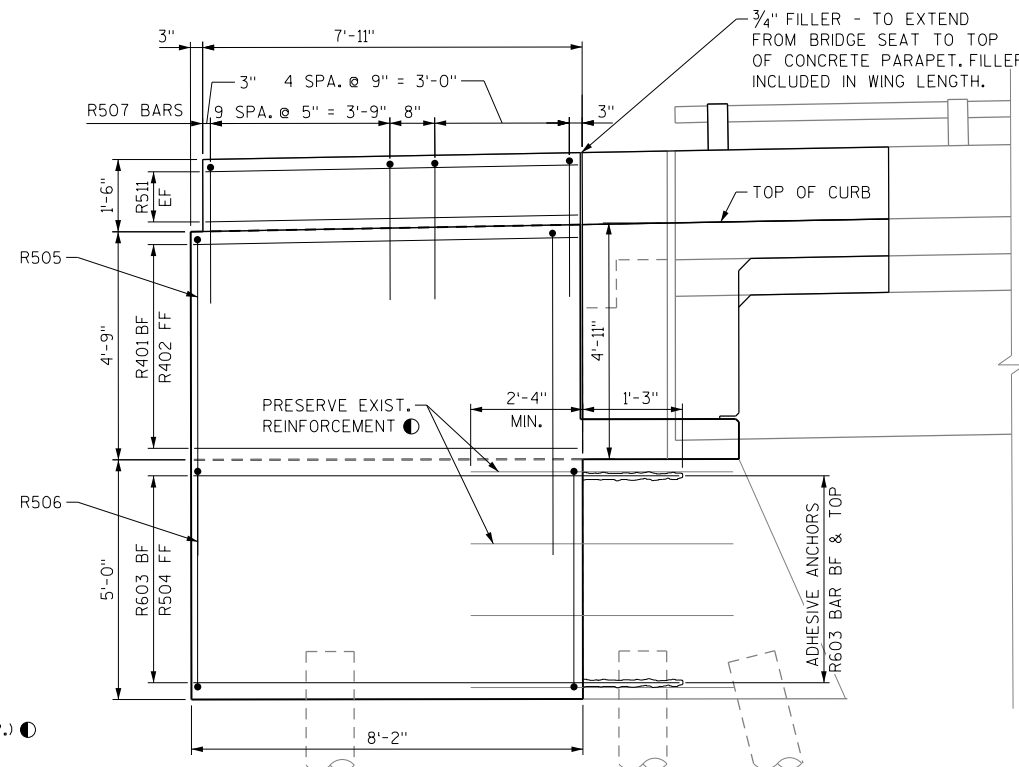 3/4" FILLER - TO EXTEND
FROM BRIDGE SEAT TO TOP
OF CONCRETE PARAPET. FILLER
INCLUDED IN WING LENGTH.
3"
7'-11"
3"
4 SPA. @ 9" = 3'-0"
R507 BARS
9 SPA. @ 5" = 3'-9"
8"
3"
1'-6"
R511
EF
TOP OF CURB
R505
4'-9"
R401 BF
R402 FF
4'-11"
PRESERVE EXIST.
REINFORCEMENT
2'-4"
MIN.
1'-3"
R506
5'-0"
R603 BF
R504 FF
ADHESIVE ANCHORS
R603 BAR BF & TOP
8'-2"